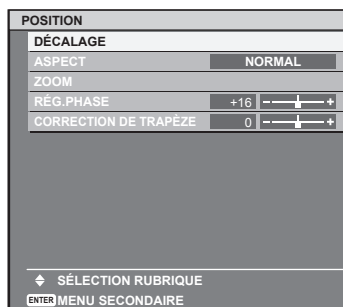 POSITION
DÉCALAGE
ASPECT NORMAL
ZOOM
RÉG.PHASE +16 - +
CORRECTION DE TRAPÈZE 0 - +
SÉLECTION RUBRIQUE
ENTER MENU SECONDAIRE